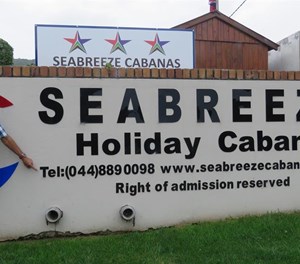 SEABREEZE CABANAS
SEABREEZ
Holiday Caban
Tel:(044)8890098 www.seabreezecaban
Right of admission reserved